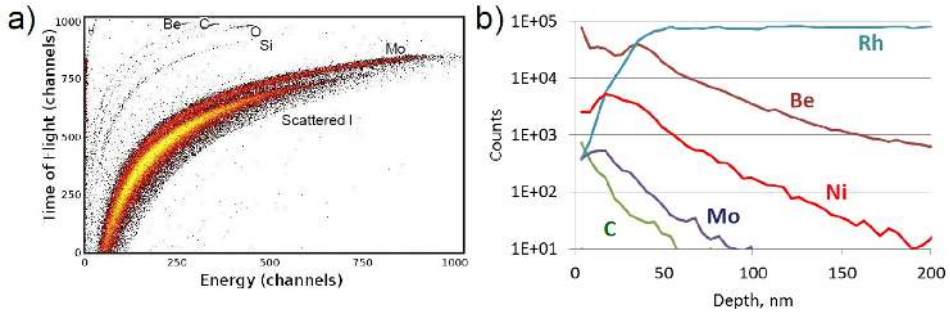 a)
1000
750
500
250
0
Time of Flight (channels)
Be
C
O
Si
Mo
Scattered I
0
250
500
750
1000
Energy (channels)
b)
1E+05
1E+04
1E+03
1E+02
1E+01
Counts
Rh
Be
Ni
Mo
C
0
50
100
150
200
Depth, nm